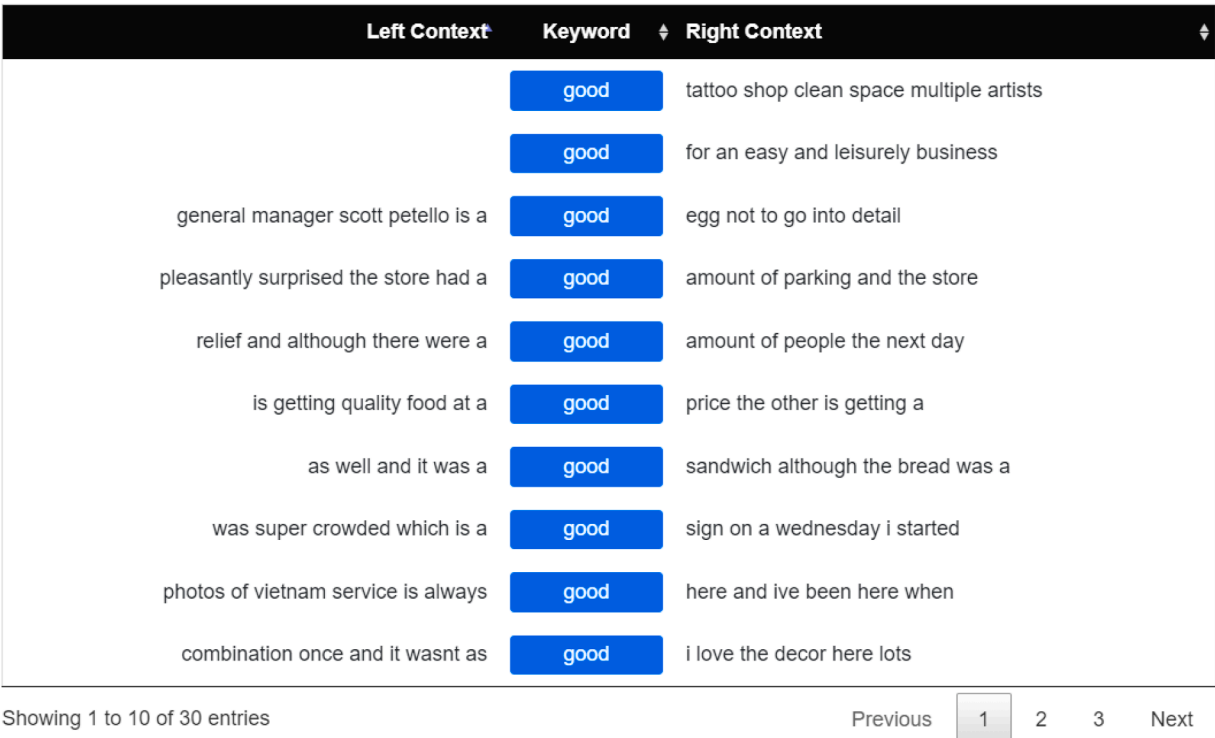 Left Context Keyword Right Context
good tattoo shop clean space multiple artists
good for an easy and leisurely business
general manager scott petello is a good egg not to go into detail
pleasantly surprised the store had a good amount of parking and the store
relief and although there were a good amount of people the next day
is getting quality food at a good price the other is getting a
as well and it was a good sandwich although the bread was a
was super crowded which is a good sign on a wednesday i started
photos of vietnam service is always good here and ive been here when
combination once and it wasnt as good i love the decor here lots
Showing 1 to 10 of 30 entries Previous 1 2 3 Next